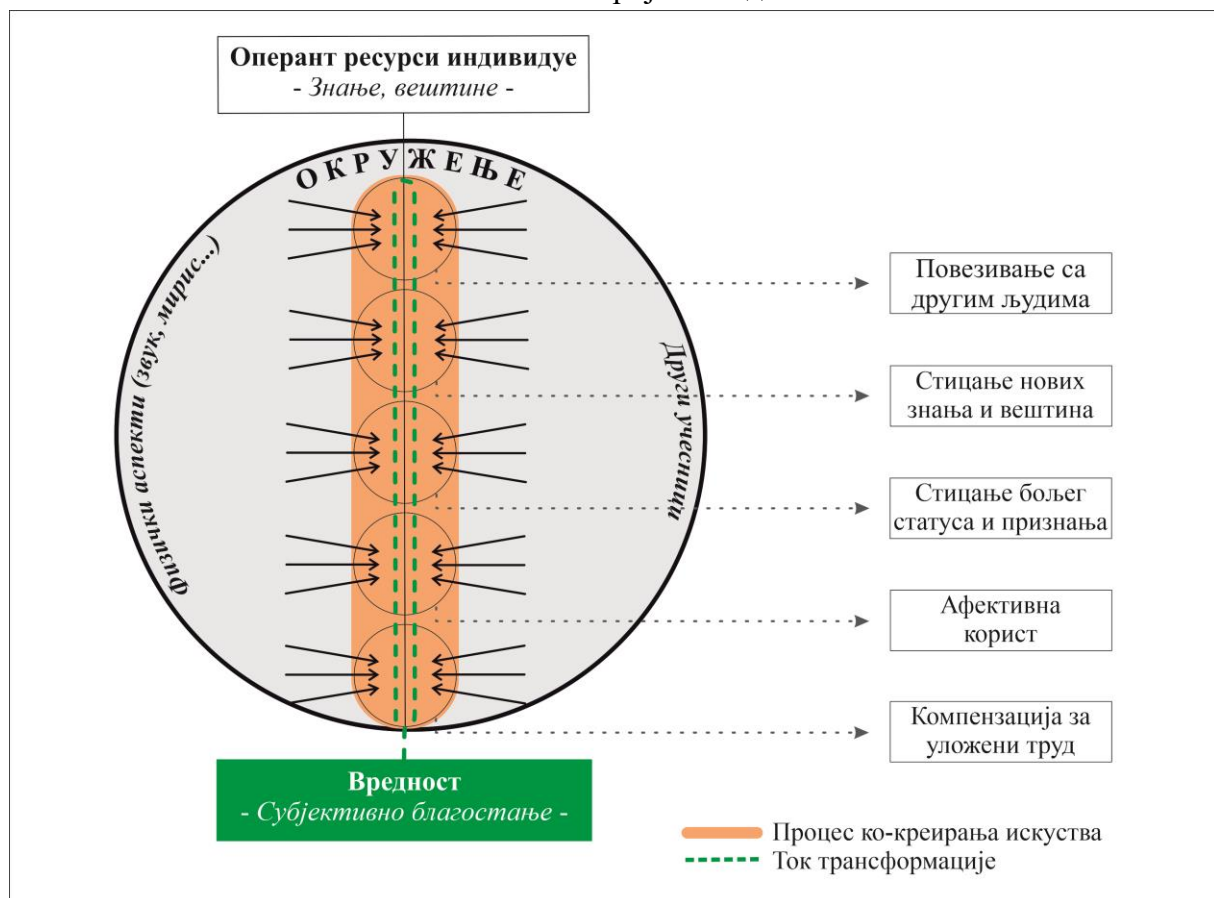 Оперант ресурси индивидуе
- Знање, вештине -
ОКРУЖЕЊЕ
Физички аспекти (звук, мирис...)
Други учесници
Повезивање са
другим људима
Стицање нових
знања и вештина
Стицање бољег
статуса и признања
Афективна
корист
Компензација за
уложени труд
Вредност
- Субјективно благостање -
Процес ко-креирања искуства
Ток трансформације